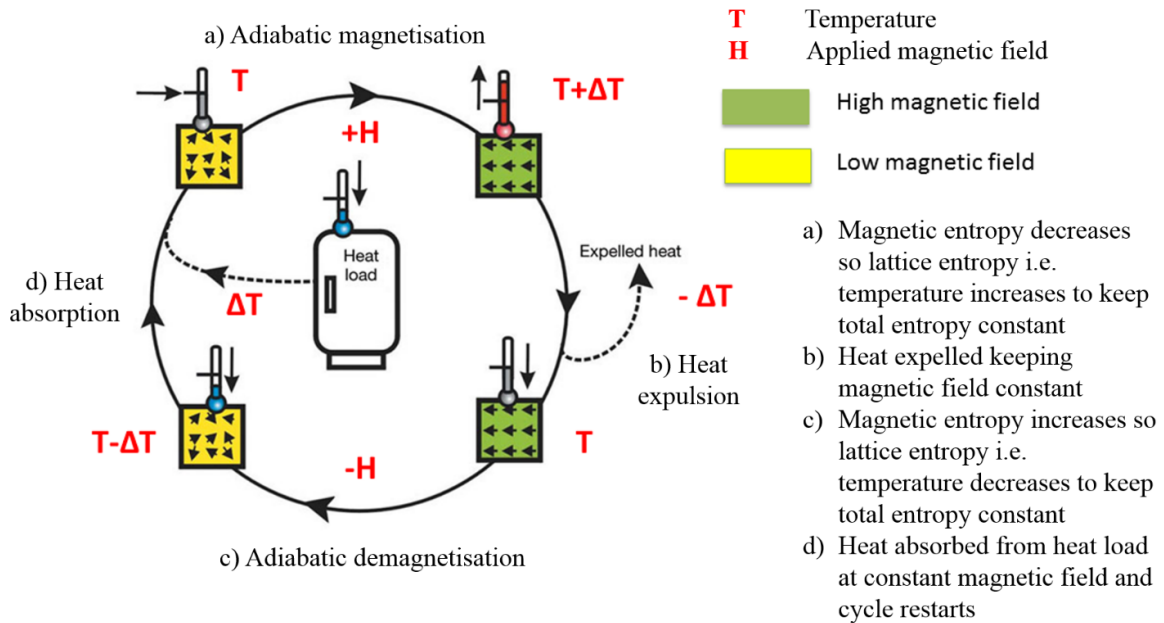 a) Adiabatic magnetisation
T
+H
T+ΔT
Heat
load
Expelled heat
- ΔT
d) Heat
absorption
ΔT
b) Heat
expulsion
T-ΔT
-H
T
c) Adiabatic demagnetisation
T Temperature
H Applied magnetic field
High magnetic field
Low magnetic field
a) Magnetic entropy decreases
so lattice entropy i.e.
temperature increases to keep
total entropy constant
b) Heat expelled keeping
magnetic field constant
c) Magnetic entropy increases so
lattice entropy i.e.
temperature decreases to keep
total entropy constant
d) Heat absorbed from heat load
at constant magnetic field and
cycle restarts